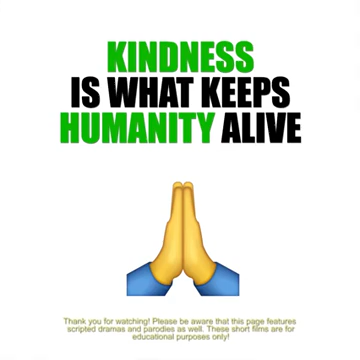 KINDNESS
IS WHAT KEEPS
HUMANITY ALIVE
Thank you for watching! Please be aware that this page features
scripted dramas and parodies as well. These short films are for
educational purposes only!